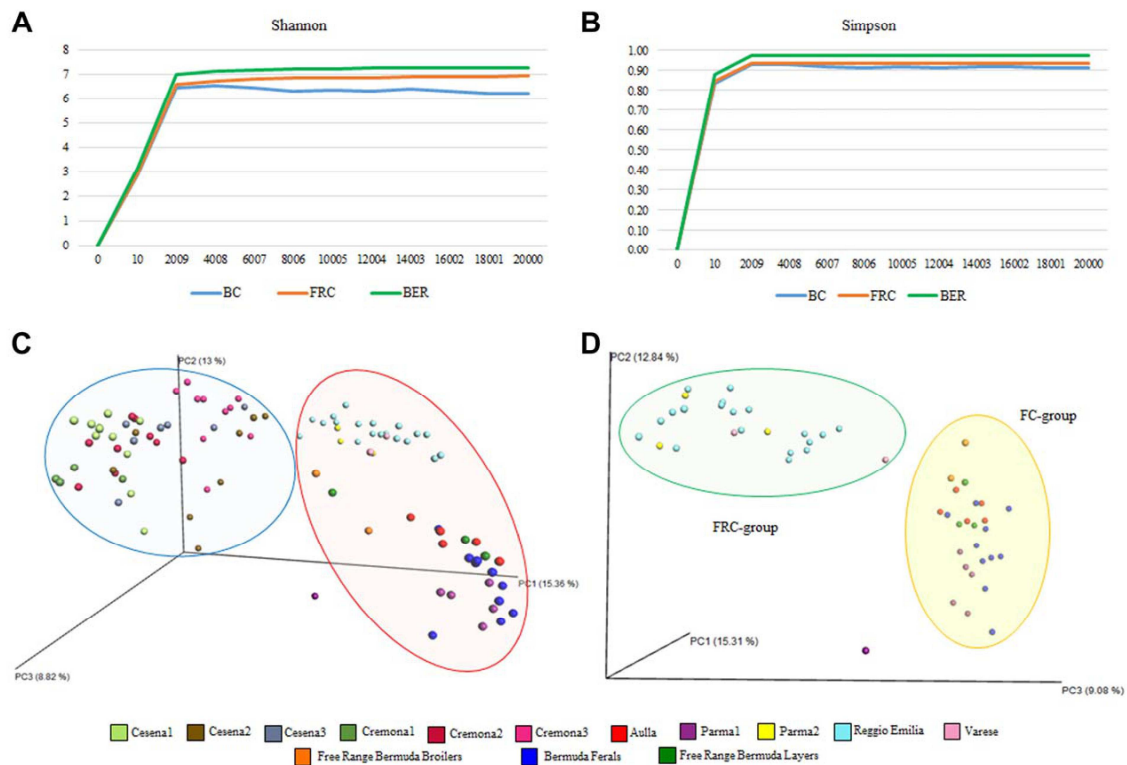 A
Shannon
8
7
6
5
4
3
2
1
0
0 10 2009 4008 6007 8006 10005 12004 14003 16002 18001 20000
BC FRC BER
B
Simpson
1.00
0.90
0.80
0.70
0.60
0.50
0.40
0.30
0.20
0.10
0.00
0 10 2009 4008 6007 8006 10005 12004 14003 16002 18001 20000
BC FRC BER
C
PC2 (13 %)
PC1 (15.36 %)
PC3 (8.82 %)
D
PC2 (12.84 %)
FC-group
FRC-group
PC1 (15.31 %)
PC3 (9.08 %)
Cesena1 Cesena2 Cesena3 Cremona1 Cremona2 Cremona3 Aulla Parma1 Parma2 Reggio Emilia Varese
Free Range Bermuda Broilers Bermuda Ferals Free Range Bermuda Layers